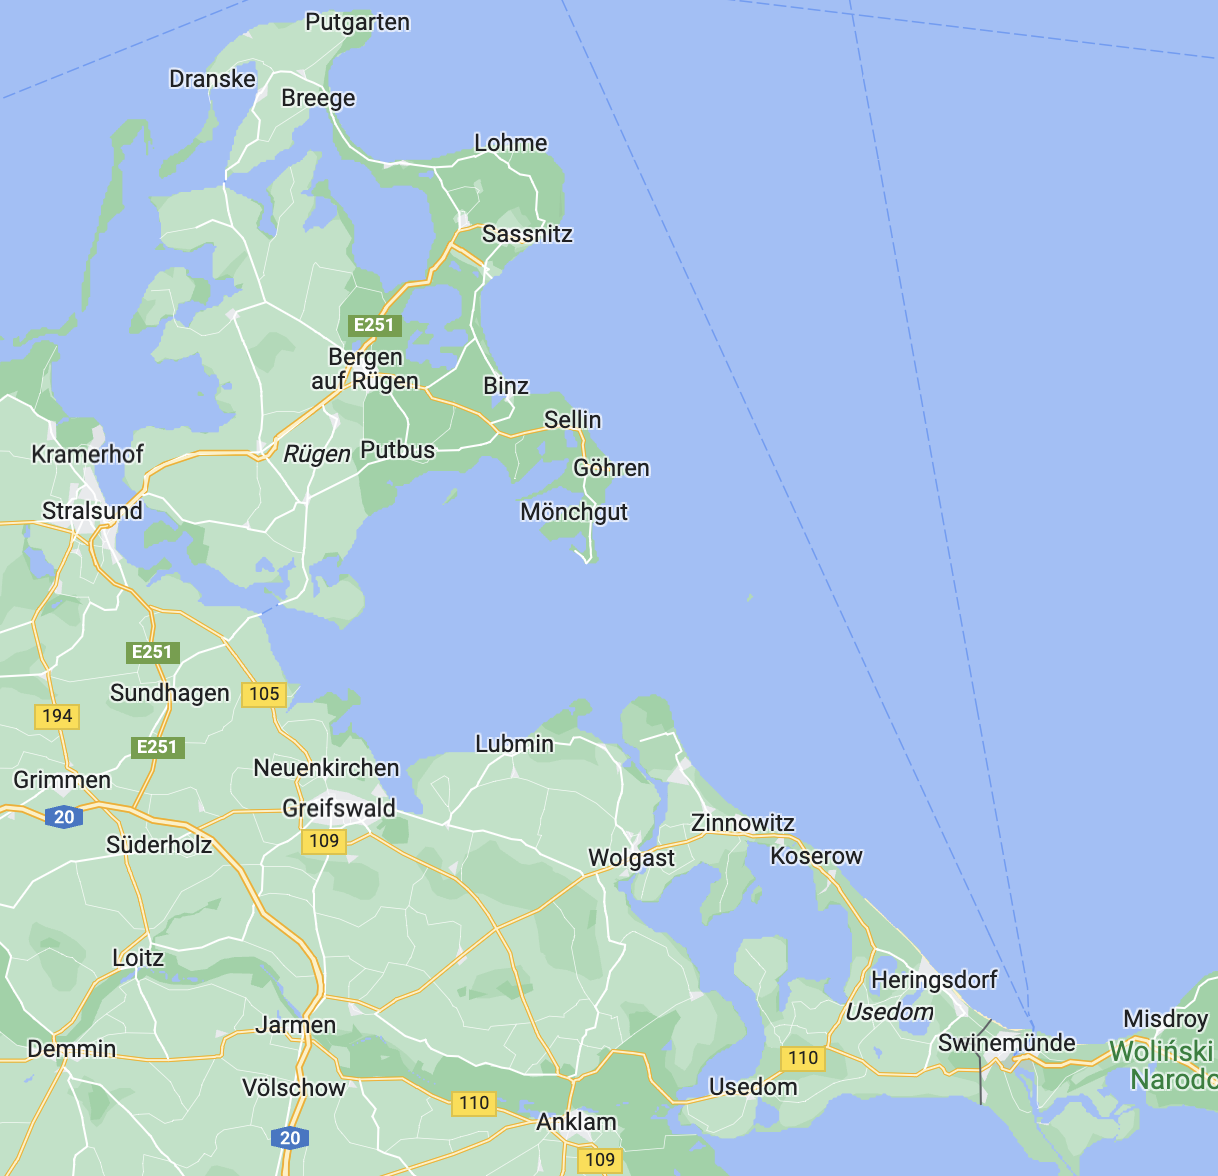 Putgarten
Dranske
Breege
Lohme
Sassnitz
E251
Bergen
auf Rügen
Binz
Sellin
Kramerhof
Rügen
Putbus
Göhren
Stralsund
Mönchgut
E251
Sundhagen
105
194
E251
Lubmin
Neuenkirchen
Grimmen
Greifswald
20
Zinnowitz
109
Süderholz
Wolgast
Koserow
Loitz
Heringsdorf
Usedom
Misdroy
Jarmen
Swinemünde
Demmin
Woliński
110
Narodo
Völschow
Usedom
110
Anklam
20
109